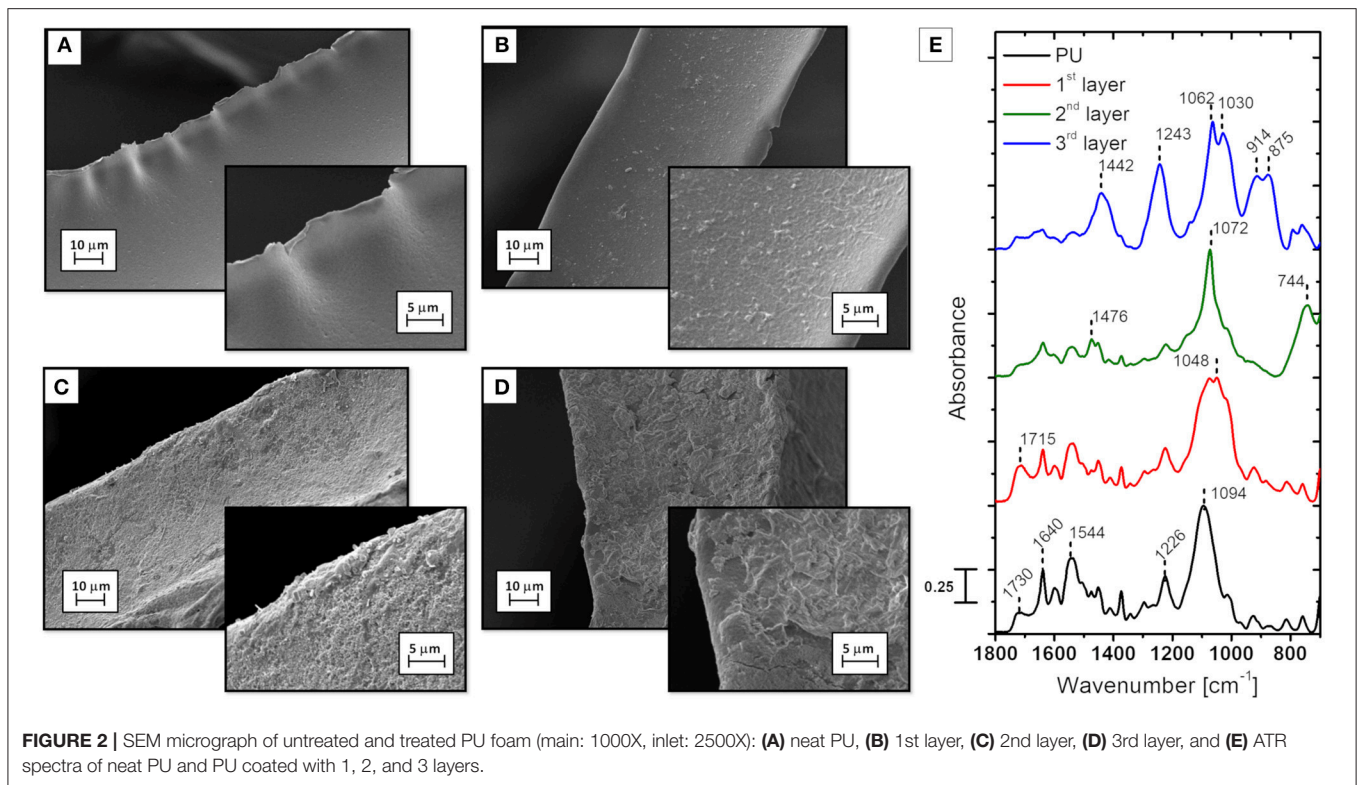 A
10 µm
5 µm
B
10 µm
5 µm
C
10 µm
5 µm
D
10 µm
5 µm
E
PU
1st layer
2nd layer
3rd layer
1442
1243
1062
1030
914
875
1072
1476
744
1048
1715
1094
1730
1640
1544
1226
0.25
Absorbance
1800 1600 1400 1200 1000 800
Wavenumber [cm-1]
FIGURE 2 | SEM micrograph of untreated and treated PU foam (main: 1000X, inlet: 2500X): (A) neat PU, (B) 1st layer, (C) 2nd layer, (D) 3rd layer, and (E) ATR
spectra of neat PU and PU coated with 1, 2, and 3 layers.